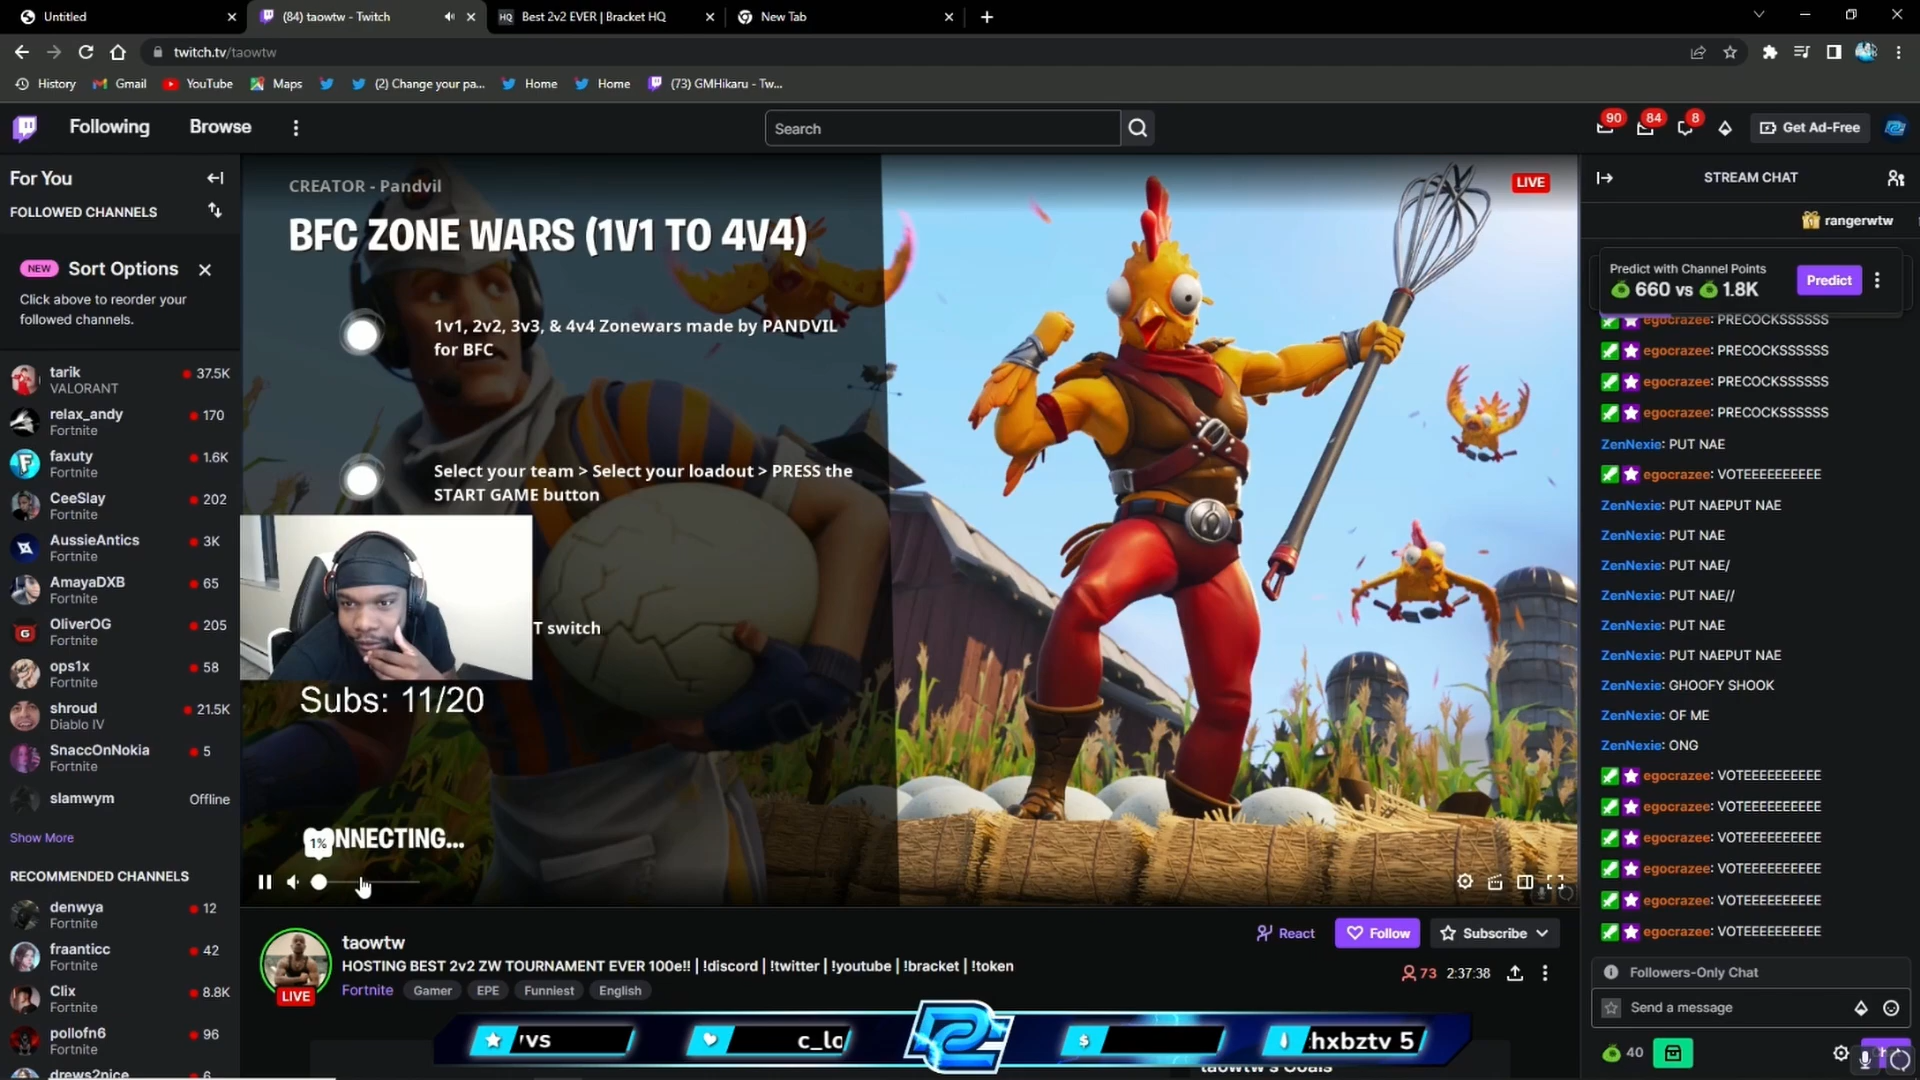 Untitled
(84) taowtw - Twitch
HQ
Best 2v2 EVER | Bracket HQ
New Tab
twitch.tv/taowtw
History
Gmail
YouTube
Maps
(2) Change your pa...
Home
Home
(73) GMHikaru - Tw...
Following
Browse
Search
90
84
8
Get Ad-Free
For You
FOLLOWED CHANNELS
NEW
Sort Options
Click above to reorder your
followed channels.
tarik
37.5K
VALORANT
relax_andy
170
Fortnite
faxuty
1.6K
Fortnite
CeeSlay
202
Fortnite
AussieAntics
3K
Fortnite
AmayaDXB
65
Fortnite
OliverOG
205
Fortnite
ops1x
58
Fortnite
shroud
21.5K
Diablo IV
SnaccOnNokia
5
Fortnite
slamwym
Offline
Show More
RECOMMENDED CHANNELS
denwya
12
Fortnite
fraanticc
42
Fortnite
Clix
8.8K
Fortnite
pollofn6
96
Fortnite
drews2nice
6
CREATOR - Pandvil
LIVE
BFC ZONE WARS (1V1 TO 4V4)
1v1, 2v2, 3v3, & 4v4 Zonewars made by PANDVIL
for BFC
Select your team > Select your loadout > PRESS the
START GAME button
T switch
Subs: 11/20
NNECTING...
1%
taowtw
HOSTING BEST 2v2 ZW TOURNAMENT EVER 100e!! | !discord | !twitter | !youtube | !bracket | !token
LIVE
Fortnite
Gamer
EPE
Funniest
English
React
Follow
Subscribe
73
2:37:38
c_lo
hxbztv 5
taowtw's Goals
STREAM CHAT
rangerwtw
Predict with Channel Points
660 vs 1.8K
Predict
egocrazee: PRECOCKSSSSSS
egocrazee: PRECOCKSSSSSS
egocrazee: PRECOCKSSSSSS
egocrazee: PRECOCKSSSSSS
ZenNexie: PUT NAE
egocrazee: VOTEEEEEEEEEE
ZenNexie: PUT NAEPUT NAE
ZenNexie: PUT NAE
ZenNexie: PUT NAE/
ZenNexie: PUT NAE//
ZenNexie: PUT NAE
ZenNexie: PUT NAEPUT NAE
ZenNexie: GHOOFY SHOOK
ZenNexie: OF ME
ZenNexie: ONG
egocrazee: VOTEEEEEEEEEE
egocrazee: VOTEEEEEEEEEE
egocrazee: VOTEEEEEEEEEE
egocrazee: VOTEEEEEEEEEE
egocrazee: VOTEEEEEEEEEE
egocrazee: VOTEEEEEEEEEE
Followers-Only Chat
Send a message
40